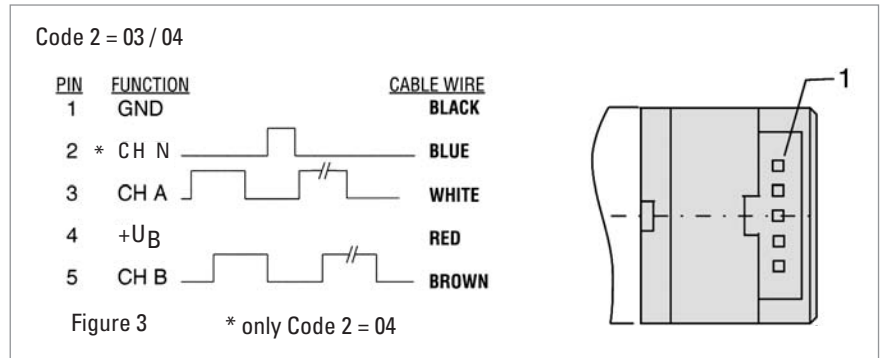 Code 2 = 03 / 04
PIN FUNCTION CABLE WIRE
1 GND BLACK
2 * CH N BLUE
3 CH A WHITE
4 +UB RED
5 CH B BROWN
Figure 3 * only Code 2 = 04
1